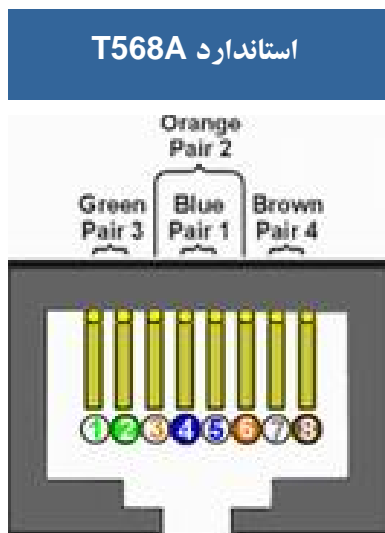 استاندارد T568A
Orange
Pair 2
Green Blue Brown
Pair 3 Pair 1 Pair 4
1 2 3 4 5 6 7 8